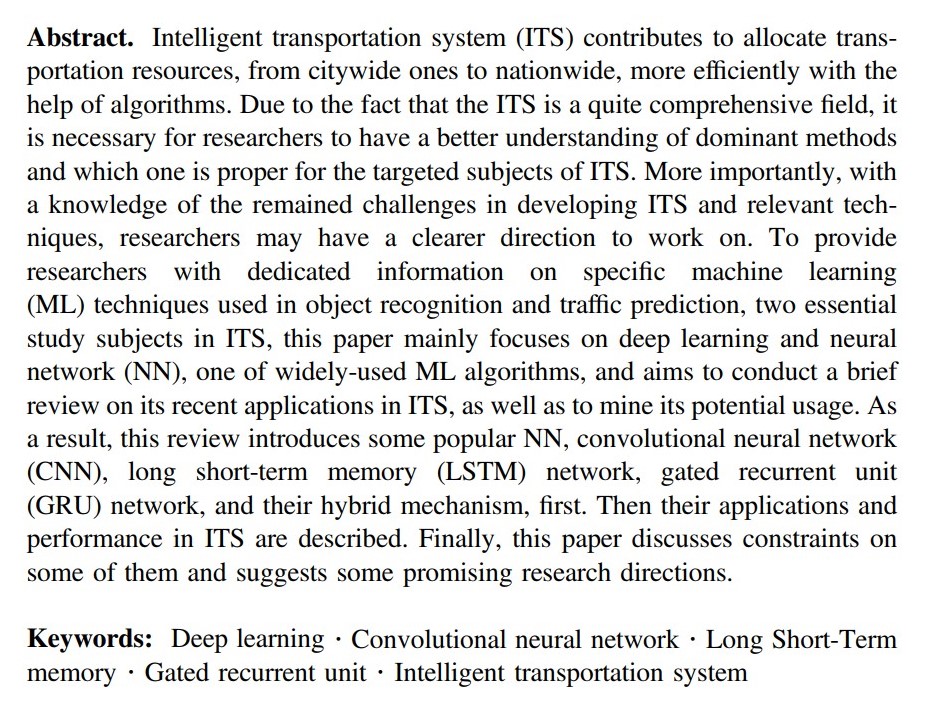 Abstract. Intelligent transportation system (ITS) contributes to allocate trans-
portation resources, from citywide ones to nationwide, more efficiently with the
help of algorithms. Due to the fact that the ITS is a quite comprehensive field, it
is necessary for researchers to have a better understanding of dominant methods
and which one is proper for the targeted subjects of ITS. More importantly, with
a knowledge of the remained challenges in developing ITS and relevant tech-
niques, researchers may have a clearer direction to work on. To provide
researchers with dedicated information on specific machine learning
(ML) techniques used in object recognition and traffic prediction, two essential
study subjects in ITS, this paper mainly focuses on deep learning and neural
network (NN), one of widely-used ML algorithms, and aims to conduct a brief
review on its recent applications in ITS, as well as to mine its potential usage. As
a result, this review introduces some popular NN, convolutional neural network
(CNN), long short-term memory (LSTM) network, gated recurrent unit
(GRU) network, and their hybrid mechanism, first. Then their applications and
performance in ITS are described. Finally, this paper discusses constraints on
some of them and suggests some promising research directions.
Keywords: Deep learning · Convolutional neural network · Long Short-Term
memory · Gated recurrent unit · Intelligent transportation system